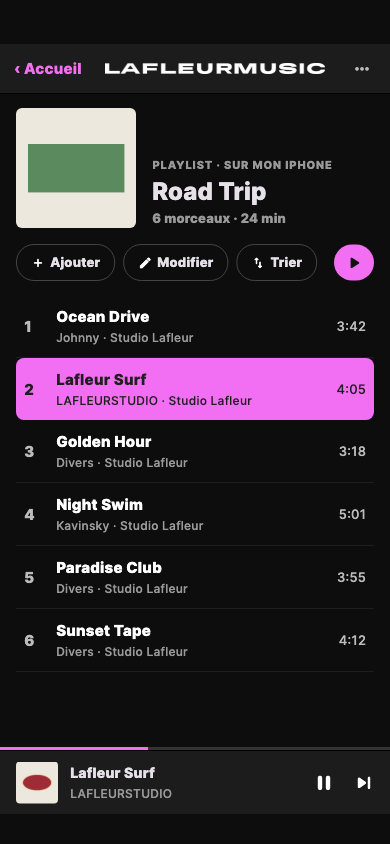 ‹ Accueil LAFLEURMUSIC •••
PLAYLIST · SUR MON IPHONE
Road Trip
6 morceaux · 24 min
+ Ajouter Modifier Trier
1 Ocean Drive 3:42
Johnny · Studio Lafleur
2 Lafleur Surf 4:05
LAFLEURSTUDIO · Studio Lafleur
3 Golden Hour 3:18
Divers · Studio Lafleur
4 Night Swim 5:01
Kavinsky · Studio Lafleur
5 Paradise Club 3:55
Divers · Studio Lafleur
6 Sunset Tape 4:12
Divers · Studio Lafleur
Lafleur Surf
LAFLEURSTUDIO